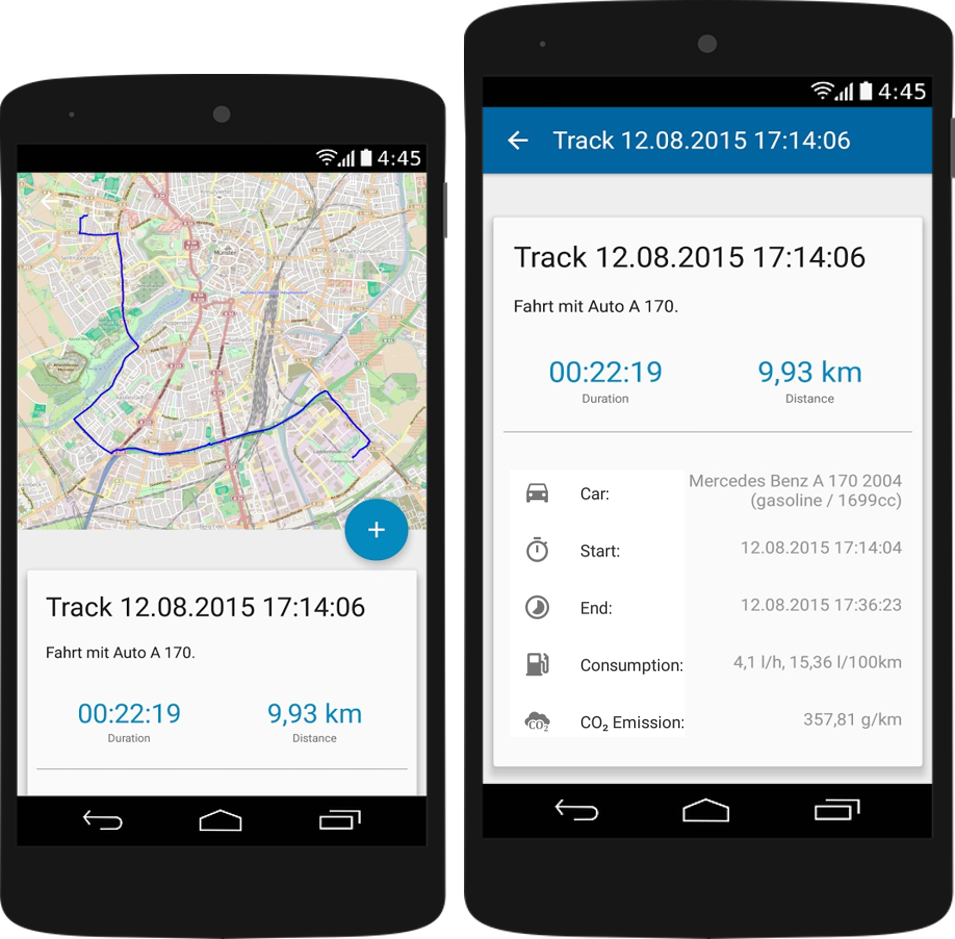 4:45
Münster
+
Track 12.08.2015 17:14:06
Fahrt mit Auto A 170.
00:22:19
9,93 km
Duration
Distance
4:45
Track 12.08.2015 17:14:06
Track 12.08.2015 17:14:06
Fahrt mit Auto A 170.
00:22:19
9,93 km
Duration
Distance
Car:
Mercedes Benz A 170 2004
(gasoline / 1699cc)
Start:
12.08.2015 17:14:04
End:
12.08.2015 17:36:23
Consumption:
4,1 l/h, 15,36 l/100km
CO2
CO₂ Emission:
357,81 g/km